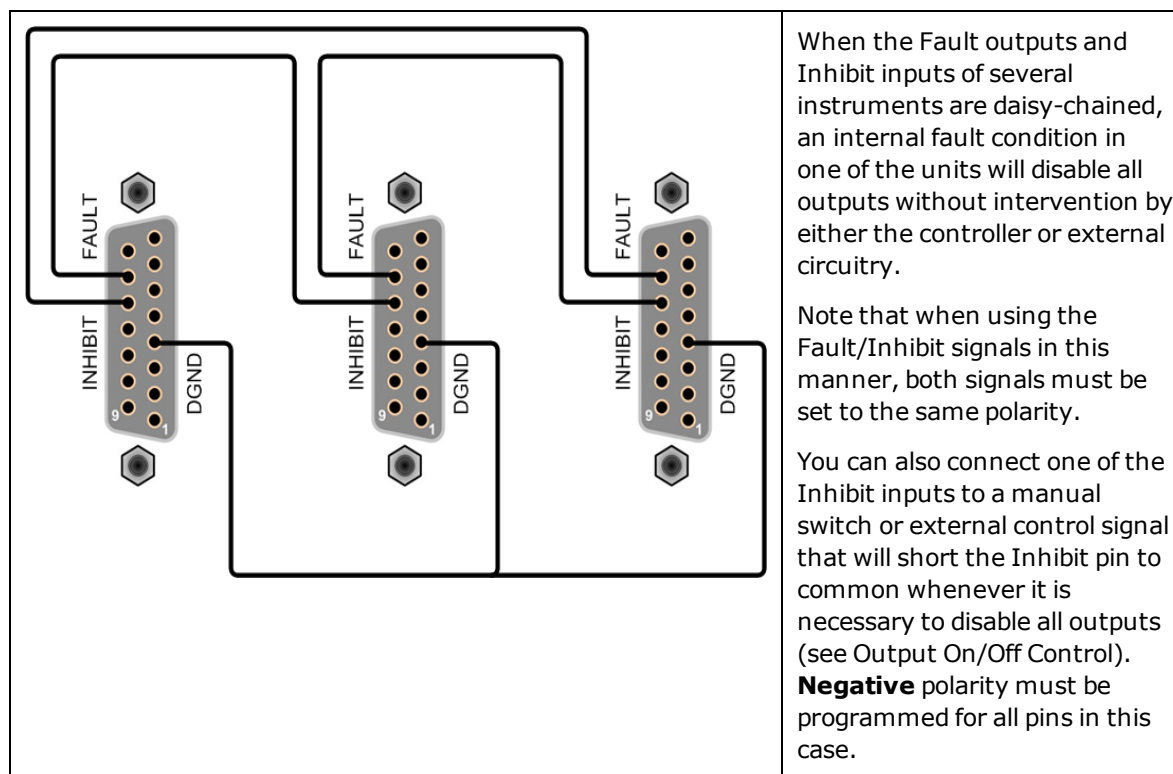 FAULT
INHIBIT
DGND
9
1
FAULT
INHIBIT
DGND
9
1
FAULT
INHIBIT
DGND
9
1
When the Fault outputs and
Inhibit inputs of several
instruments are daisy-chained,
an internal fault condition in
one of the units will disable all
outputs without intervention by
either the controller or external
circuitry.
Note that when using the
Fault/Inhibit signals in this
manner, both signals must be
set to the same polarity.
You can also connect one of the
Inhibit inputs to a manual
switch or external control signal
that will short the Inhibit pin to
common whenever it is
necessary to disable all outputs
(see Output On/Off Control).
Negative polarity must be
programmed for all pins in this
case.